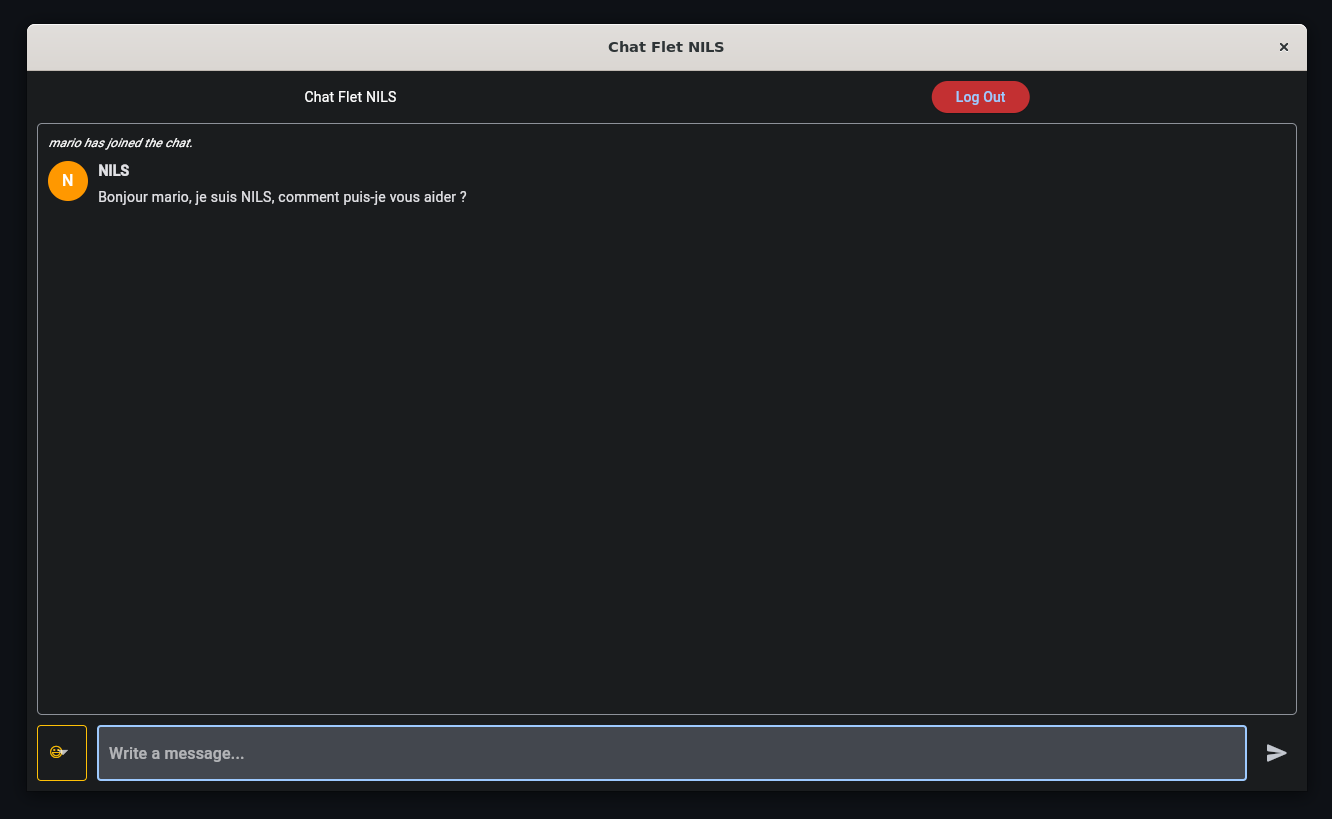 Chat Flet NILS
Chat Flet NILS
Log Out
mario has joined the chat.
N
NILS
Bonjour mario, je suis NILS, comment puis-je vous aider ?
Write a message...